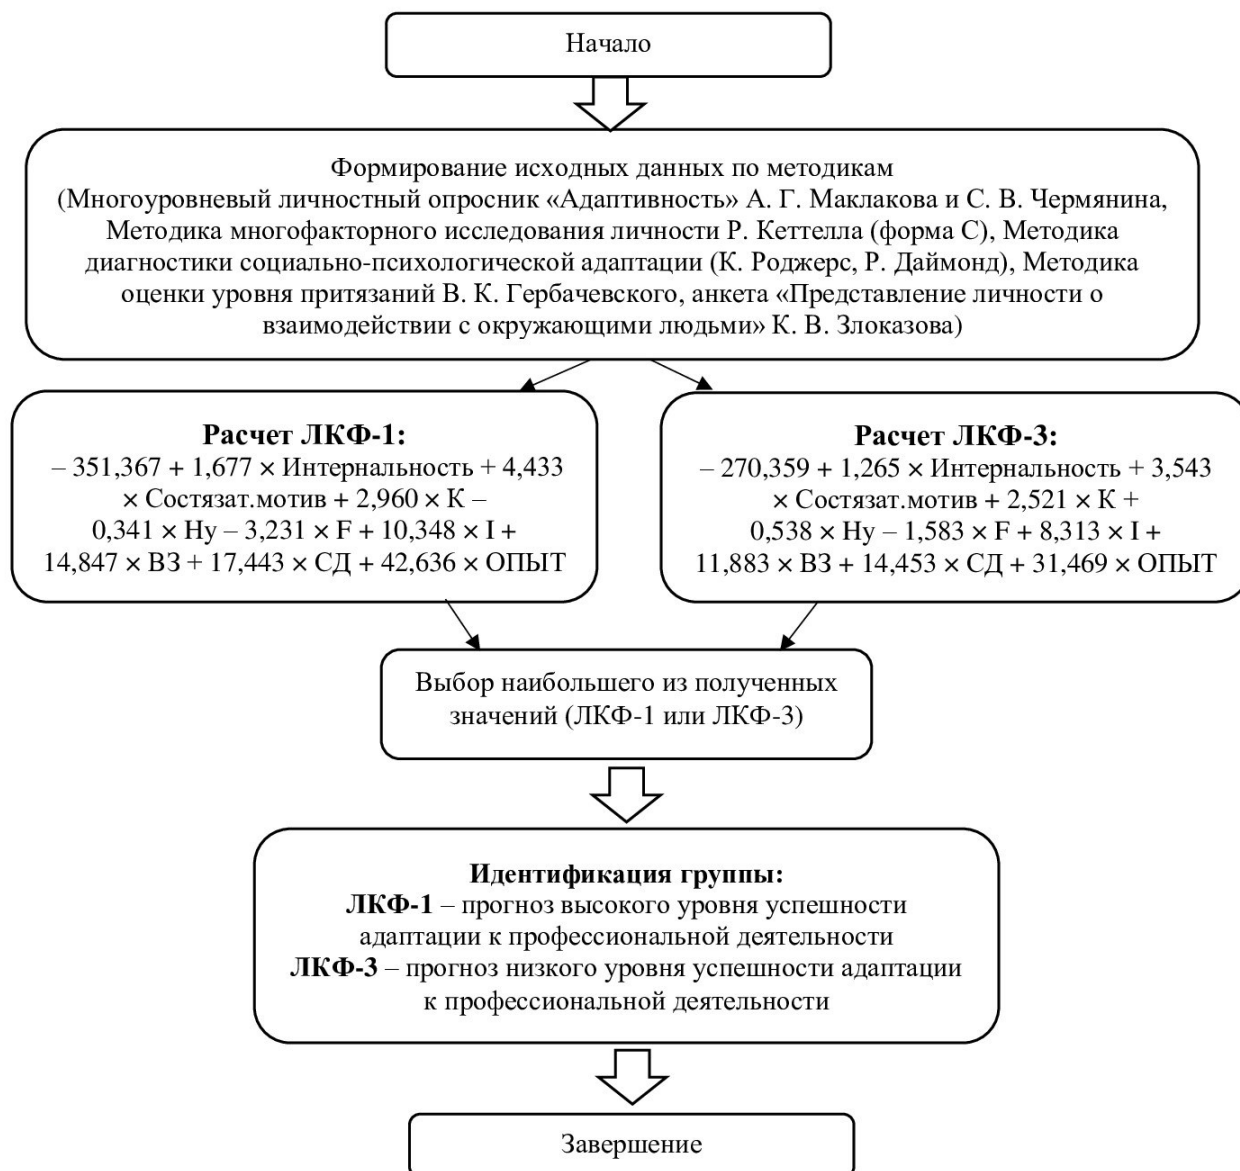 Начало
Формирование исходных данных по методикам
(Многоуровневый личностный опросник «Адаптивность» А. Г. Маклакова и С. В. Чермянина,
Методика многофакторного исследования личности Р. Кеттелла (форма С), Методика
диагностики социально-психологической адаптации (К. Роджерс, Р. Даймонд), Методика
оценки уровня притязаний В. К. Гербачевского, анкета «Представление личности о
взаимодействии с окружающими людьми» К. В. Злоказова)
Расчет ЛКФ-1:
– 351,367 + 1,677 × Интернальность + 4,433
× Состязат.мотив + 2,960 × К –
0,341 × Hy – 3,231 × F + 10,348 × I +
14,847 × ВЗ + 17,443 × СД + 42,636 × ОПЫТ
Расчет ЛКФ-3:
– 270,359 + 1,265 × Интернальность + 3,543
× Состязат.мотив + 2,521 × К +
0,538 × Hy – 1,583 × F + 8,313 × I +
11,883 × ВЗ + 14,453 × СД + 31,469 × ОПЫТ
Выбор наибольшего из полученных
значений (ЛКФ-1 или ЛКФ-3)
Идентификация группы:
ЛКФ-1 – прогноз высокого уровня успешности
адаптации к профессиональной деятельности
ЛКФ-3 – прогноз низкого уровня успешности адаптации
к профессиональной деятельности
Завершение